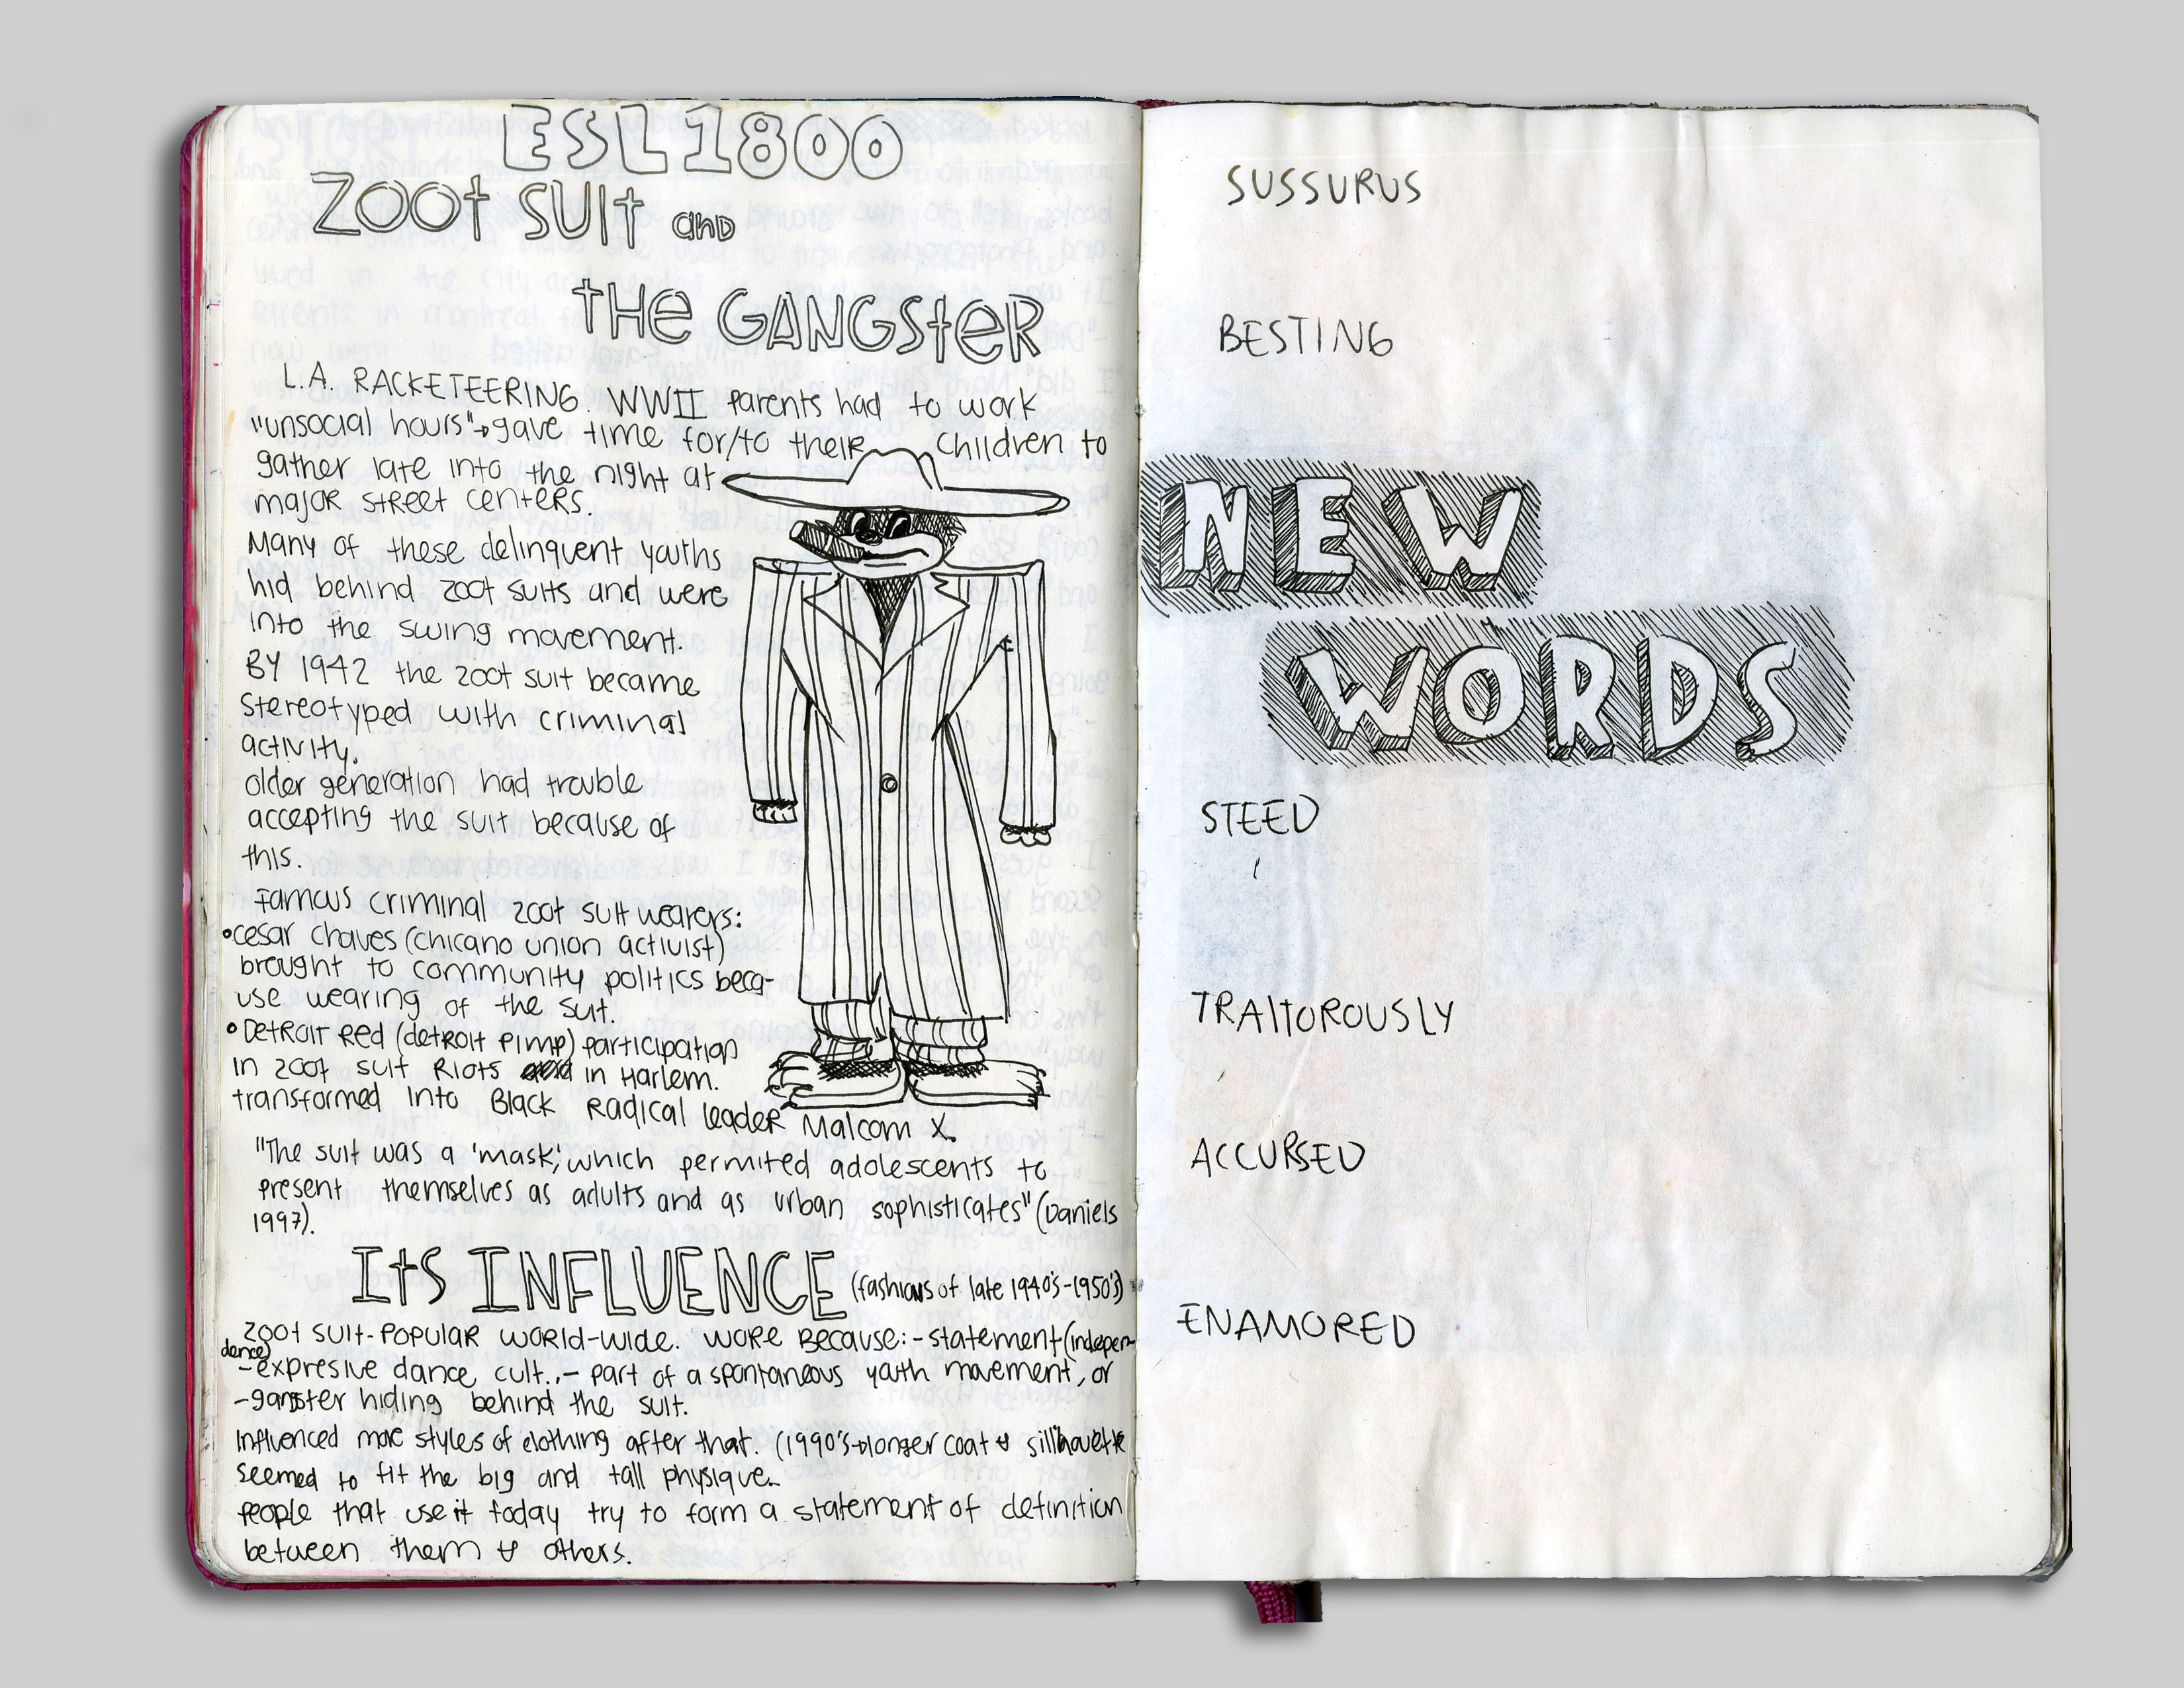 ESL1800
Zoot suit and
the GANGSteR
L.A. RACKETEERING. WWII parents had to work
"unsocial hours"→gave time for/to their children to
gather late into the night at
major street centers.
Many of these delinquent youths
hid behind zoot suits and were
into the swing movement.
BY 1942 the zoot suit became
stereotyped with criminal
activity.
older generation had trouble
accepting the suit because of
this.
Famous criminal zoot suit wearers:
•cesar chaves (chicano union activist)
brought to community politics beca-
use wearing of the suit.
•Detroit Red (detroit Pimp) participation
in zoot suit Riots in Harlem.
transformed into Black Radical leader Malcom X.
"The suit was a 'mask', which permited adolescents to
present themselves as adults and as urban sophisticates" (Daniels
1997).
Its INFLUENCE (fashions of late 1940's-1950's)
Zoot suit-Popular world-wide. wore Because: -statement (indepen-
dance)
-expresive dance cult., - part of a spontaneous youth movement, or
-gangster hiding behind the suit.
Influenced more styles of clothing after that. (1990's→longer coat & sillhouette
seemed to fit the big and tall physique.
people that use it today try to form a statement of definition
between them & others.
SUSSURUS
BESTING
NEW
WORDS
STEED
TRAITOROUSLY
ACCURSED
ENAMORED